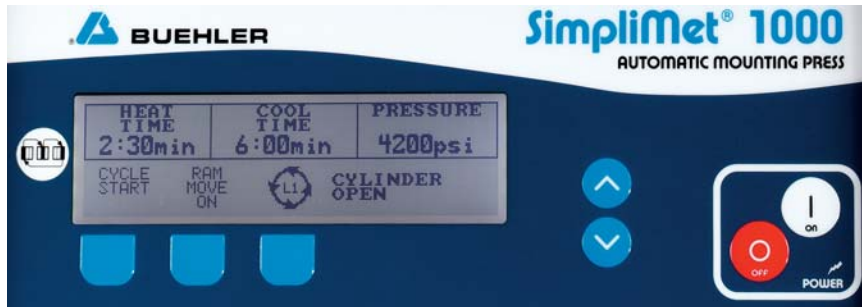 BUEHLER
SimpliMet® 1000
AUTOMATIC MOUNTING PRESS
HEAT TIME
2:30min
COOL TIME
6:00min
PRESSURE
4200psi
CYCLE START
RAM MOVE ON
L1
CYLINDER OPEN
I
ON
O
OFF
POWER